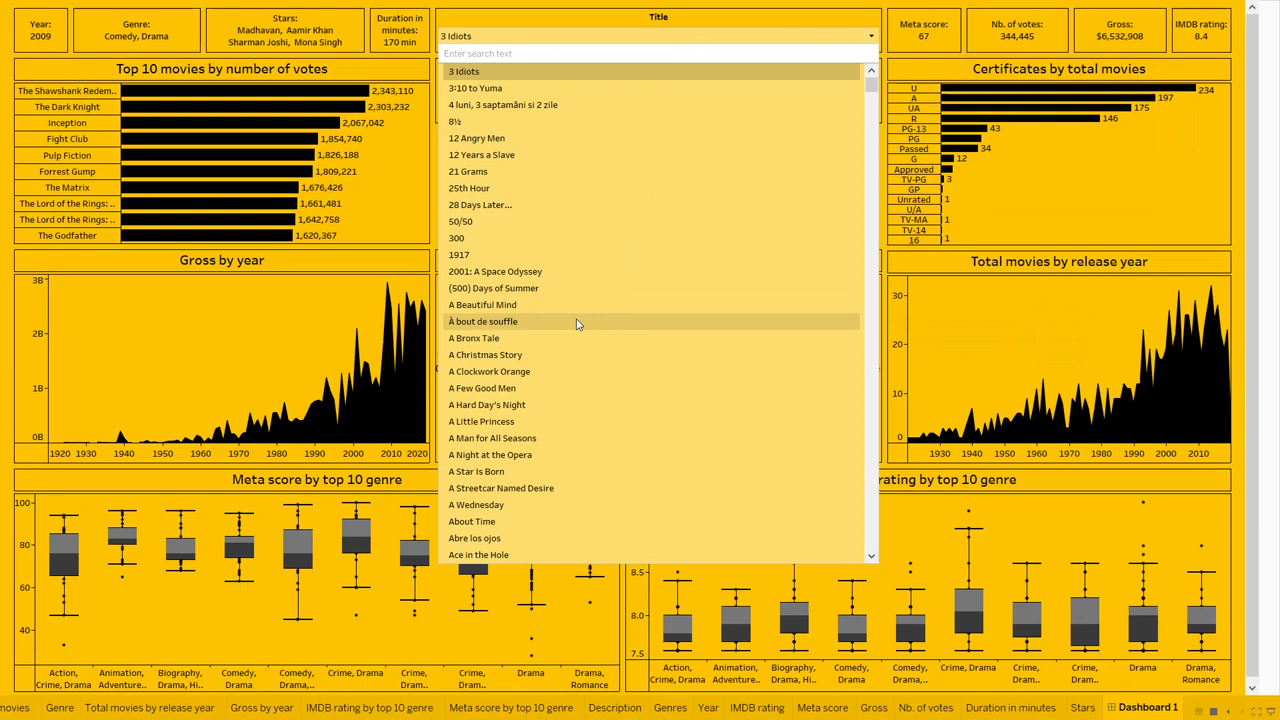 Year:
2009
Genre:
Comedy, Drama
Stars:
Madhavan, Aamir Khan
Sharman Joshi, Mona Singh
Duration in
minutes:
170 min
Title
3 Idiots
Enter search text
3 Idiots
3:10 to Yuma
4 luni, 3 saptamâni si 2 zile
8½
12 Angry Men
12 Years a Slave
21 Grams
25th Hour
28 Days Later...
50/50
300
1917
2001: A Space Odyssey
(500) Days of Summer
A Beautiful Mind
À bout de souffle
A Bronx Tale
A Christmas Story
A Clockwork Orange
A Few Good Men
A Hard Day's Night
A Little Princess
A Man for All Seasons
A Night at the Opera
A Star Is Born
A Streetcar Named Desire
A Wednesday
About Time
Abre los ojos
Ace in the Hole
Meta score:
67
Nb. of votes:
344,445
Gross:
$6,532,908
IMDB rating:
8.4
Top 10 movies by number of votes
The Shawshank Redem.. 2,343,110
The Dark Knight 2,303,232
Inception 2,067,042
Fight Club 1,854,740
Pulp Fiction 1,826,188
Forrest Gump 1,809,221
The Matrix 1,676,426
The Lord of the Rings: .. 1,661,481
The Lord of the Rings: .. 1,642,758
The Godfather 1,620,367
Certificates by total movies
U 234
A 197
UA 175
R 146
PG-13 43
PG
Passed 34
G 12
Approved
TV-PG 3
GP
Unrated 1
U/A
TV-MA 1
TV-14
16 1
Gross by year
3B
2B
1B
0B
1920 1930 1940 1950 1960 1970 1980 1990 2000 2010 2020
Total movies by release year
30
20
10
0
1930 1940 1950 1960 1970 1980 1990 2000 2010 2020
Meta score by top 10 genre
100
80
60
40
Action,
Crime, Drama
Animation,
Adventure..
Biography,
Drama, Hi..
Comedy,
Drama
Comedy,
Drama,..
Crime, Drama
Crime,
Dram..
Crime,
Dram..
Drama
Drama,
Romance
rating by top 10 genre
8.5
8.0
7.5
Action,
Crime, Drama
Animation,
Adventure..
Biography,
Drama, Hi..
Comedy,
Drama
Comedy,
Drama,..
Crime, Drama
Crime,
Dram..
Crime,
Dram..
Drama
Drama,
Romance
movies
Genre
Total movies by release year
Gross by year
IMDB rating by top 10 genre
Meta score by top 10 genre
Description
Genres
Year
IMDB rating
Meta score
Gross
Nb. of votes
Duration in minutes
Stars
Dashboard 1